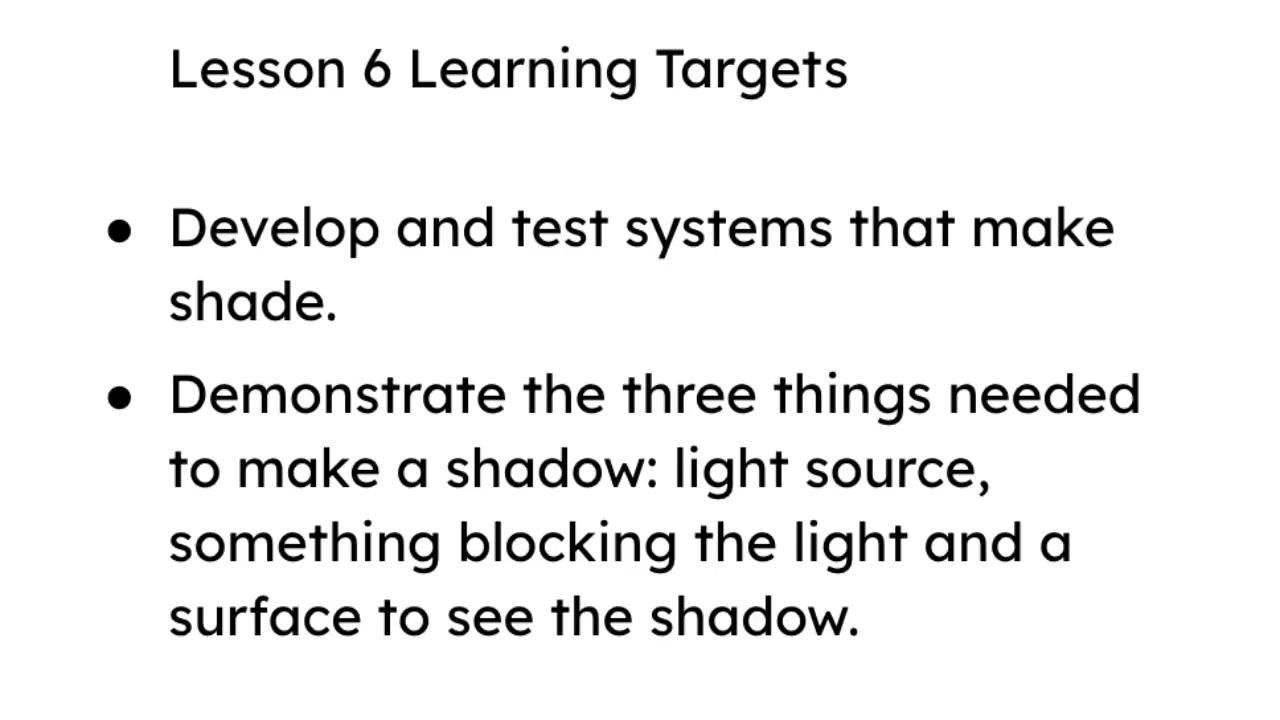 Lesson 6 Learning Targets
● Develop and test systems that make
shade.
● Demonstrate the three things needed
to make a shadow: light source,
something blocking the light and a
surface to see the shadow.